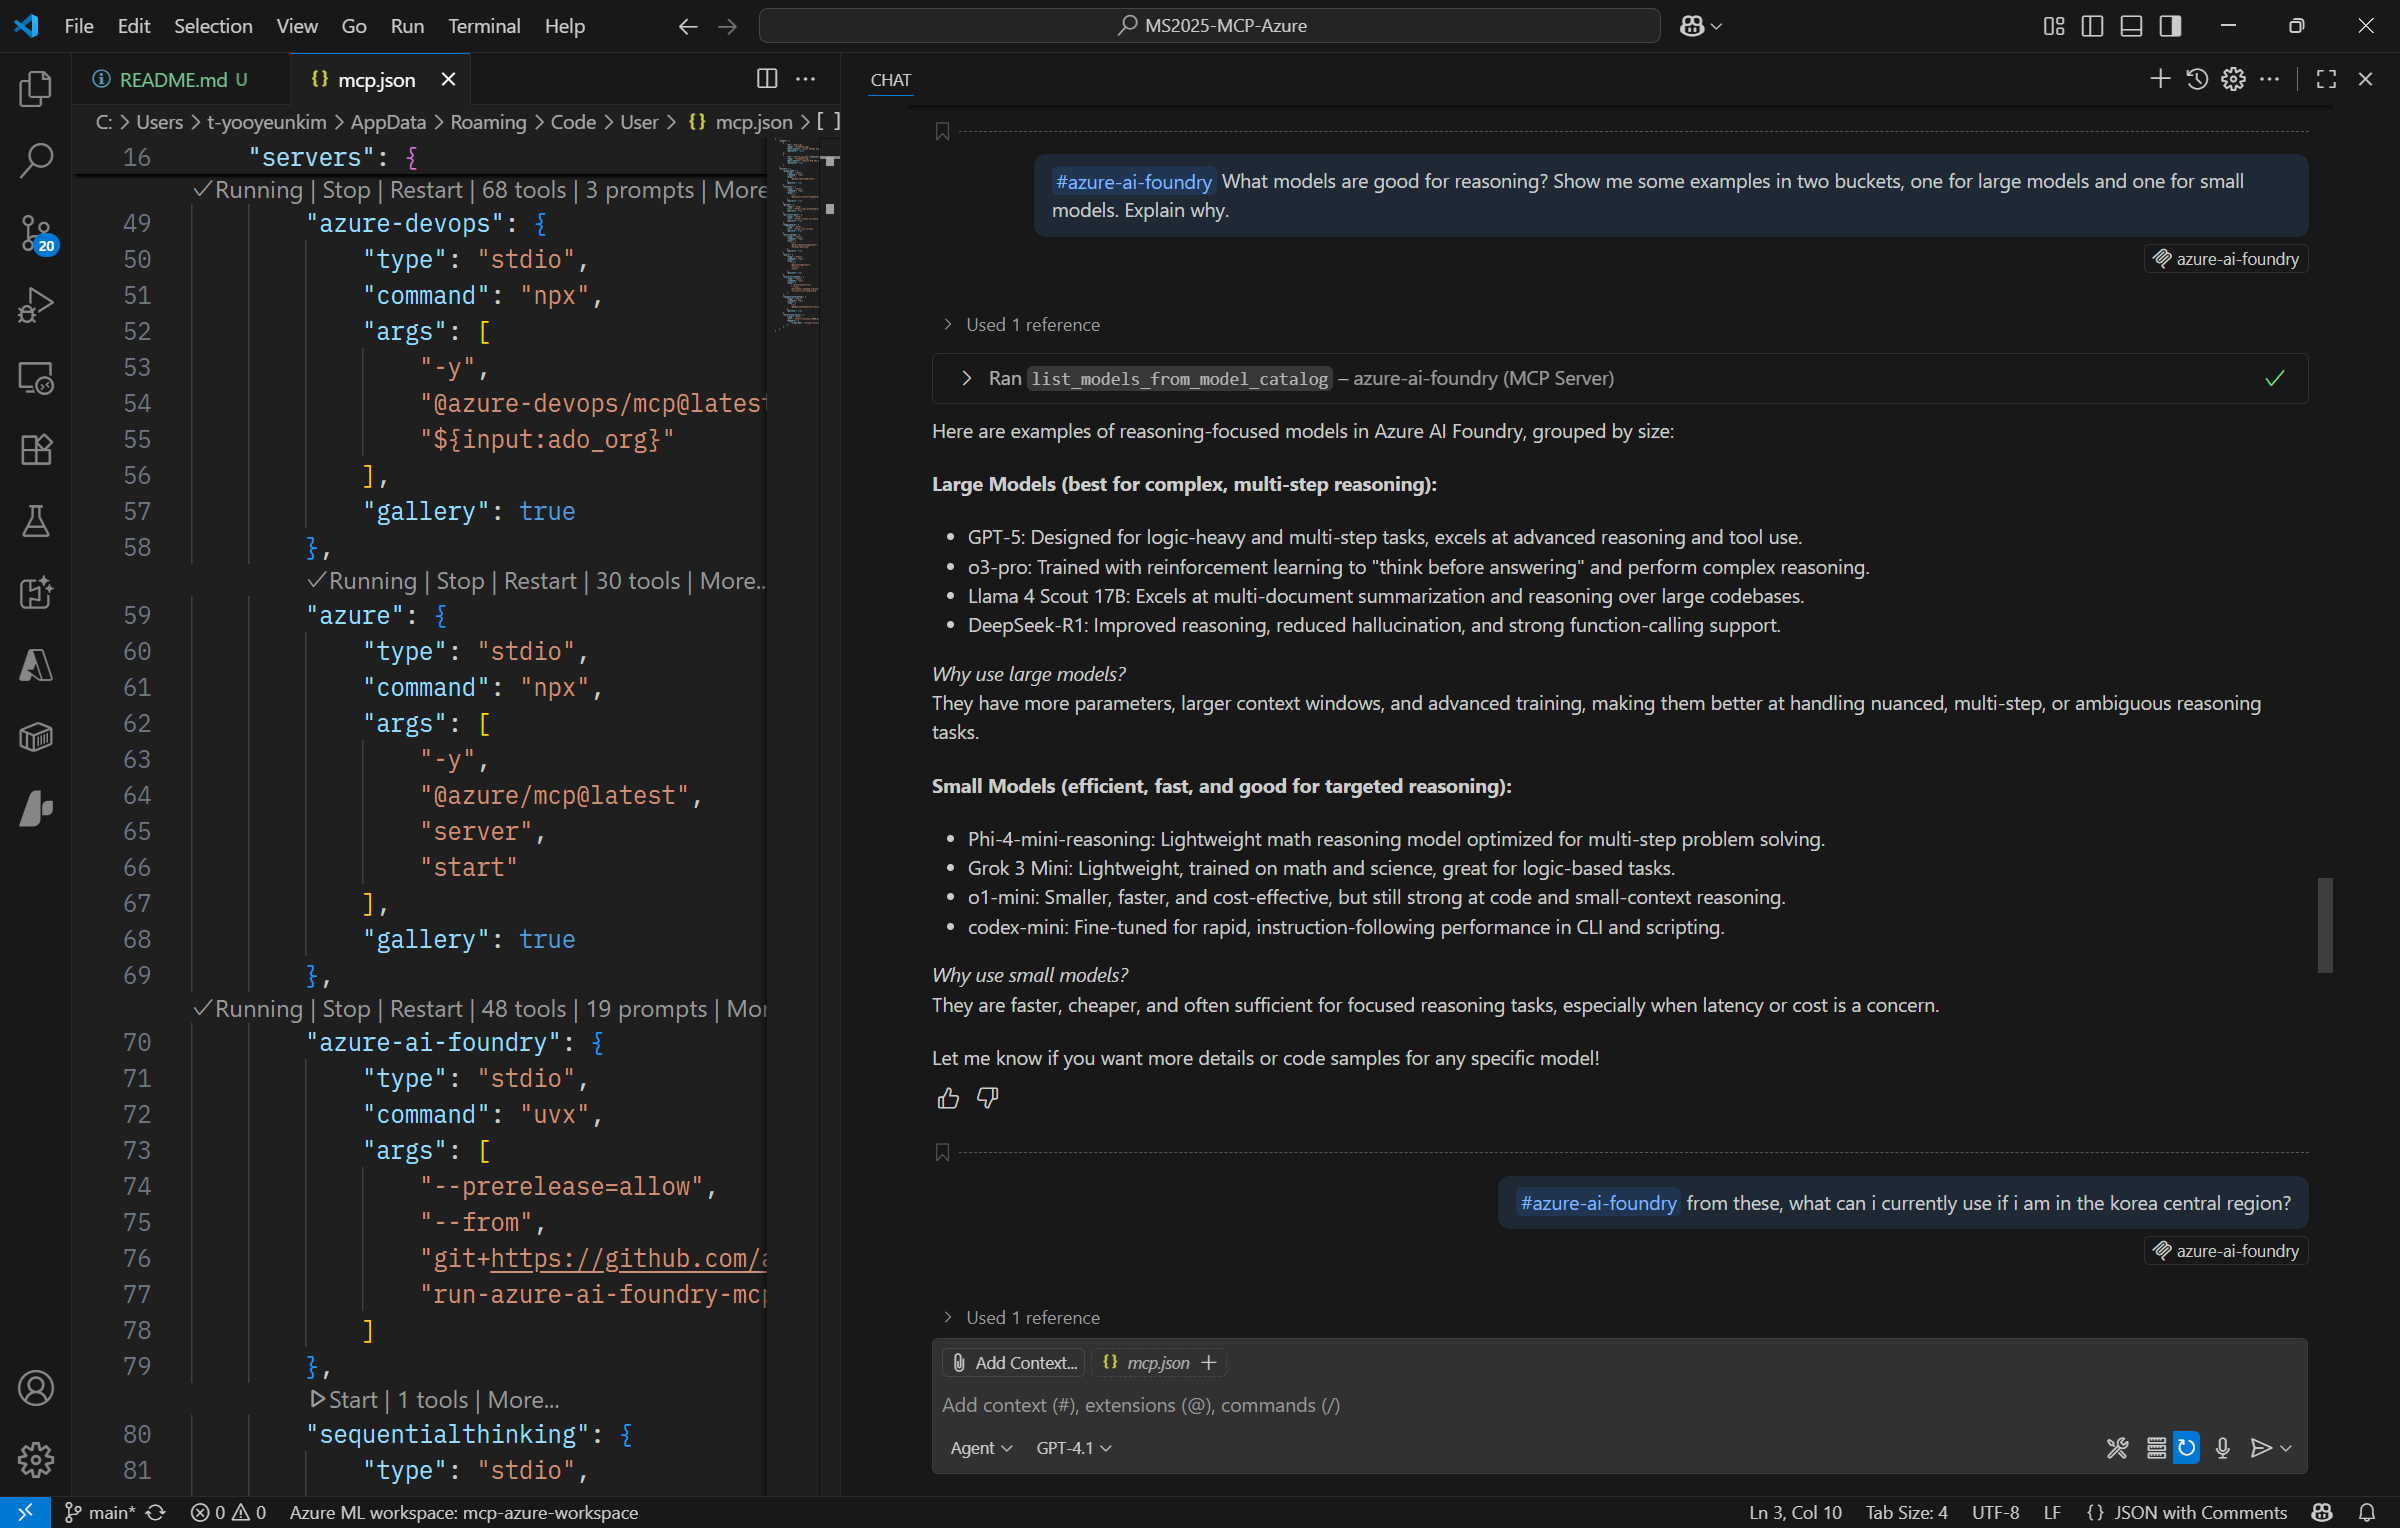 File Edit Selection View Go Run Terminal Help
MS2025-MCP-Azure
README.md U
mcp.json
C: > Users > t-yooyeunkim > AppData > Roaming > Code > User > {} mcp.json > [ ]
16 "servers": {
Running | Stop | Restart | 68 tools | 3 prompts | More
49 "azure-devops": {
50 "type": "stdio",
51 "command": "npx",
52 "args": [
53 "-y",
54 "@azure-devops/mcp@latest
55 "${input:ado_org}"
56 ],
57 "gallery": true
58 },
Running | Stop | Restart | 30 tools | More..
59 "azure": {
60 "type": "stdio",
61 "command": "npx",
62 "args": [
63 "-y",
64 "@azure/mcp@latest",
65 "server",
66 "start"
67 ],
68 "gallery": true
69 },
Running | Stop | Restart | 48 tools | 19 prompts | Mor
70 "azure-ai-foundry": {
71 "type": "stdio",
72 "command": "uvx",
73 "args": [
74 "--prerelease=allow",
75 "--from",
76 "git+https://github.com/a
77 "run-azure-ai-foundry-mcp
78 ]
79 },
Start | 1 tools | More...
80 "sequentialthinking": {
81 "type": "stdio",
20
CHAT
#azure-ai-foundry What models are good for reasoning? Show me some examples in two buckets, one for large models and one for small
models. Explain why.
azure-ai-foundry
Used 1 reference
Ran list_models_from_model_catalog – azure-ai-foundry (MCP Server)
Here are examples of reasoning-focused models in Azure AI Foundry, grouped by size:
Large Models (best for complex, multi-step reasoning):
• GPT-5: Designed for logic-heavy and multi-step tasks, excels at advanced reasoning and tool use.
• o3-pro: Trained with reinforcement learning to "think before answering" and perform complex reasoning.
• Llama 4 Scout 17B: Excels at multi-document summarization and reasoning over large codebases.
• DeepSeek-R1: Improved reasoning, reduced hallucination, and strong function-calling support.
Why use large models?
They have more parameters, larger context windows, and advanced training, making them better at handling nuanced, multi-step, or ambiguous reasoning
tasks.
Small Models (efficient, fast, and good for targeted reasoning):
• Phi-4-mini-reasoning: Lightweight math reasoning model optimized for multi-step problem solving.
• Grok 3 Mini: Lightweight, trained on math and science, great for logic-based tasks.
• o1-mini: Smaller, faster, and cost-effective, but still strong at code and small-context reasoning.
• codex-mini: Fine-tuned for rapid, instruction-following performance in CLI and scripting.
Why use small models?
They are faster, cheaper, and often sufficient for focused reasoning tasks, especially when latency or cost is a concern.
Let me know if you want more details or code samples for any specific model!
#azure-ai-foundry from these, what can i currently use if i am in the korea central region?
azure-ai-foundry
Used 1 reference
Add Context... {} mcp.json +
Add context (#), extensions (@), commands (/)
Agent GPT-4.1
main* 0 0 Azure ML workspace: mcp-azure-workspace
Ln 3, Col 10 Tab Size: 4 UTF-8 LF {} JSON with Comments